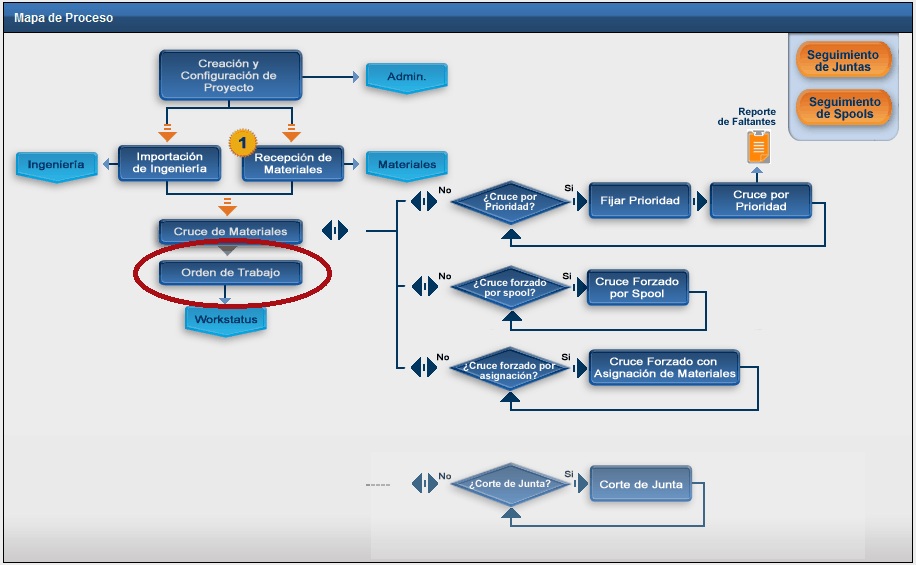 Mapa de Proceso
Seguimiento
de Juntas
Seguimiento
de Spools
Creación y
Configuración de
Proyecto
Admin.
Reporte
de Faltantes
1
Ingeniería
Importación
de Ingeniería
Recepción de
Materiales
Materiales
No
¿Cruce por
Prioridad?
Si
Fijar Prioridad
Cruce por
Prioridad
Cruce de Materiales
Orden de Trabajo
Workstatus
No
¿Cruce forzado
por spool?
Si
Cruce Forzado
por Spool
No
¿Cruce forzado por
asignación?
Si
Cruce Forzado con
Asignación de Materiales
No
¿Corte de Junta?
Si
Corte de Junta